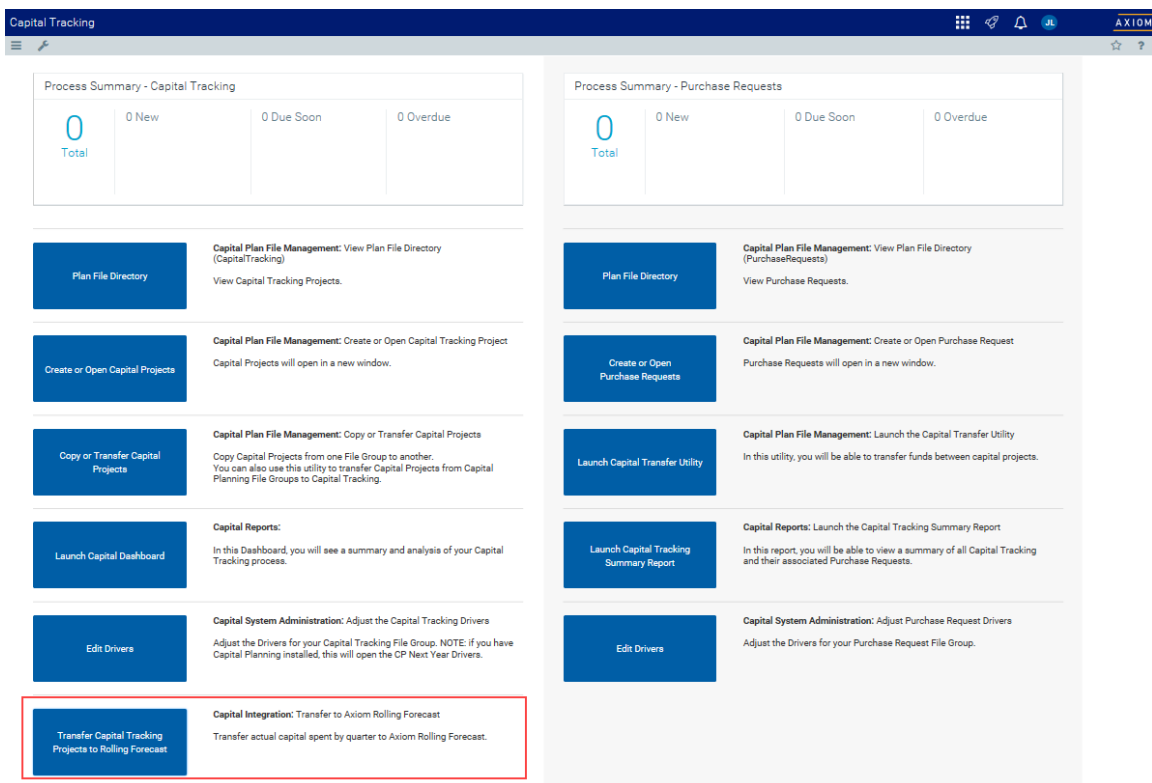 Capital Tracking
JL
AXIOM
?
Process Summary - Capital Tracking
0
Total
0 New
0 Due Soon
0 Overdue
Plan File Directory
Capital Plan File Management: View Plan File Directory
(CapitalTracking)
View Capital Tracking Projects.
Create or Open Capital Projects
Capital Plan File Management: Create or Open Capital Tracking Project
Capital Projects will open in a new window.
Copy or Transfer Capital
Projects
Capital Plan File Management: Copy or Transfer Capital Projects
Copy Capital Projects from one File Group to another.
You can also use this utility to transfer Capital Projects from Capital
Planning File Groups to Capital Tracking.
Launch Capital Dashboard
Capital Reports:
In this Dashboard, you will see a summary and analysis of your Capital
Tracking process.
Edit Drivers
Capital System Administration: Adjust the Capital Tracking Drivers
Adjust the Drivers for your Capital Tracking File Group. NOTE: if you have
Capital Planning installed, this will open the CP Next Year Drivers.
Transfer Capital Tracking
Projects to Rolling Forecast
Capital Integration: Transfer to Axiom Rolling Forecast
Transfer actual capital spent by quarter to Axiom Rolling Forecast.
Process Summary - Purchase Requests
0
Total
0 New
0 Due Soon
0 Overdue
Plan File Directory
Capital Plan File Management: View Plan File Directory
(PurchaseRequests)
View Purchase Requests.
Create or Open
Purchase Requests
Capital Plan File Management: Create or Open Purchase Request
Purchase Requests will open in a new window.
Launch Capital Transfer Utility
Capital Plan File Management: Launch the Capital Transfer Utility
In this utility, you will be able to transfer funds between capital projects.
Launch Capital Tracking
Summary Report
Capital Reports: Launch the Capital Tracking Summary Report
In this report, you will be able to view a summary of all Capital Tracking
and their associated Purchase Requests.
Edit Drivers
Capital System Administration: Adjust Purchase Request Drivers
Adjust the Drivers for your Purchase Request File Group.